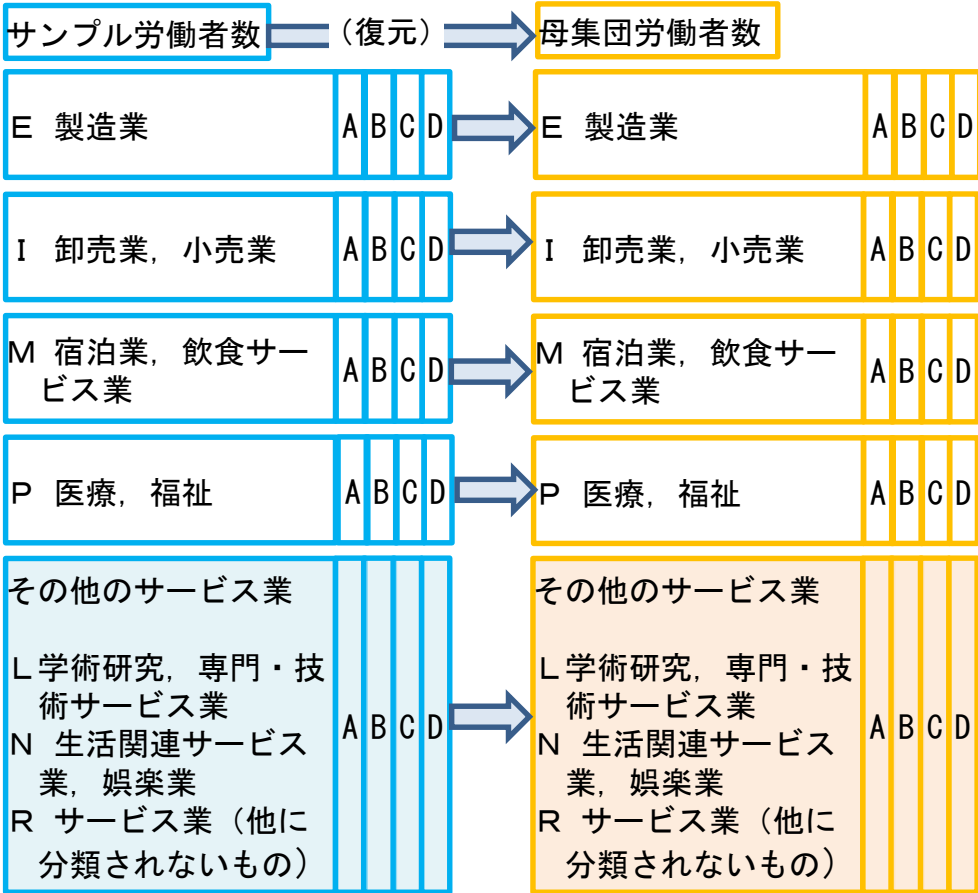 サンプル労働者数 （復元） 母集団労働者数
Ｅ 製造業 A B C D Ｅ 製造業 A B C D
Ｉ 卸売業，小売業 A B C D Ｉ 卸売業，小売業 A B C D
Ｍ 宿泊業，飲食サー
ビス業 A B C D
Ｍ 宿泊業，飲食サー
ビス業 A B C D
Ｐ 医療，福祉 A B C D Ｐ 医療，福祉 A B C D
その他のサービス業
Ｌ学術研究，専門・技
術サービス業
Ｎ 生活関連サービス
業，娯楽業
Ｒ サービス業（他に
分類されないもの）
A B C D
その他のサービス業
Ｌ学術研究，専門・技
術サービス業
Ｎ 生活関連サービス
業，娯楽業
Ｒ サービス業（他に
分類されないもの）
A B C D